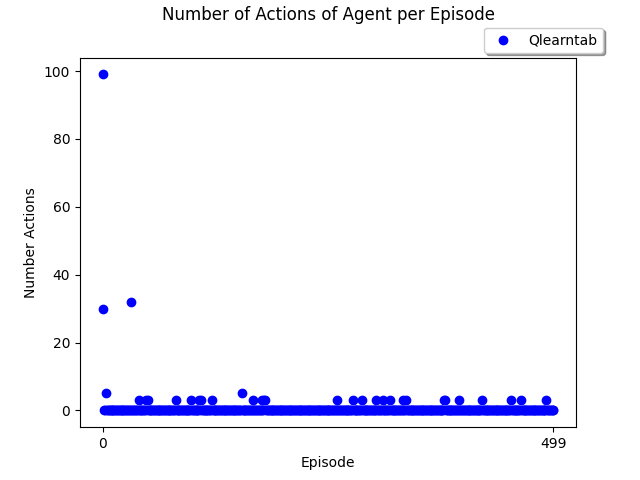 Number of Actions of Agent per Episode
Qlearntab
100
80
60
40
20
0
Number Actions
0
499
Episode